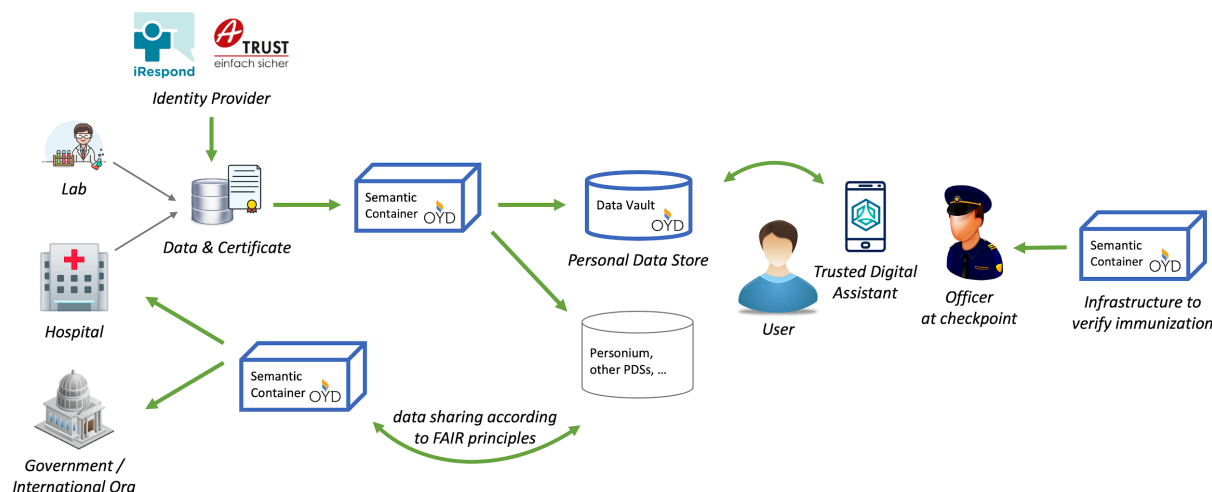 iRespond
A
TRUST
einfach sicher
Identity Provider
Lab
Data & Certificate
Semantic
Container
OYD
Data Vault
OYD
Personal Data Store
Trusted Digital
Assistant
User
Officer
at checkpoint
Semantic
Container
OYD
Infrastructure to
verify immunization
Hospital
Semantic
Container
OYD
Personium,
other PDSs, ...
data sharing according
to FAIR principles
Government /
International Org